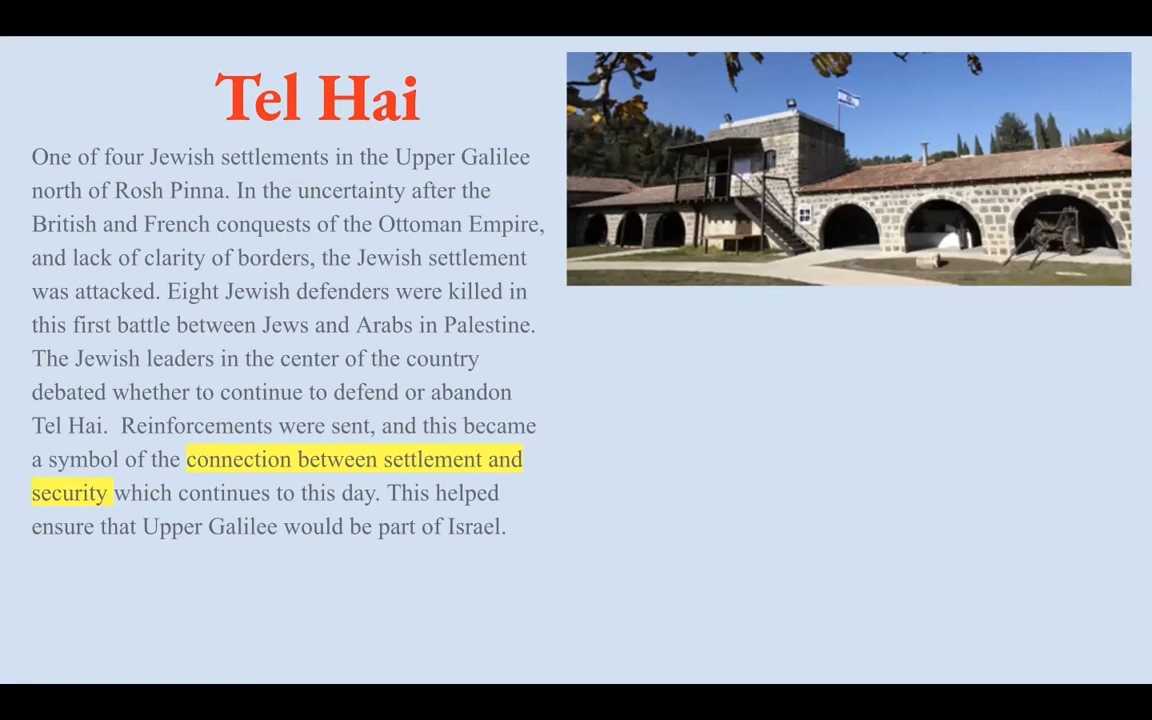 Tel Hai
One of four Jewish settlements in the Upper Galilee
north of Rosh Pinna. In the uncertainty after the
British and French conquests of the Ottoman Empire,
and lack of clarity of borders, the Jewish settlement
was attacked. Eight Jewish defenders were killed in
this first battle between Jews and Arabs in Palestine.
The Jewish leaders in the center of the country
debated whether to continue to defend or abandon
Tel Hai.  Reinforcements were sent, and this became
a symbol of the connection between settlement and
security which continues to this day. This helped
ensure that Upper Galilee would be part of Israel.